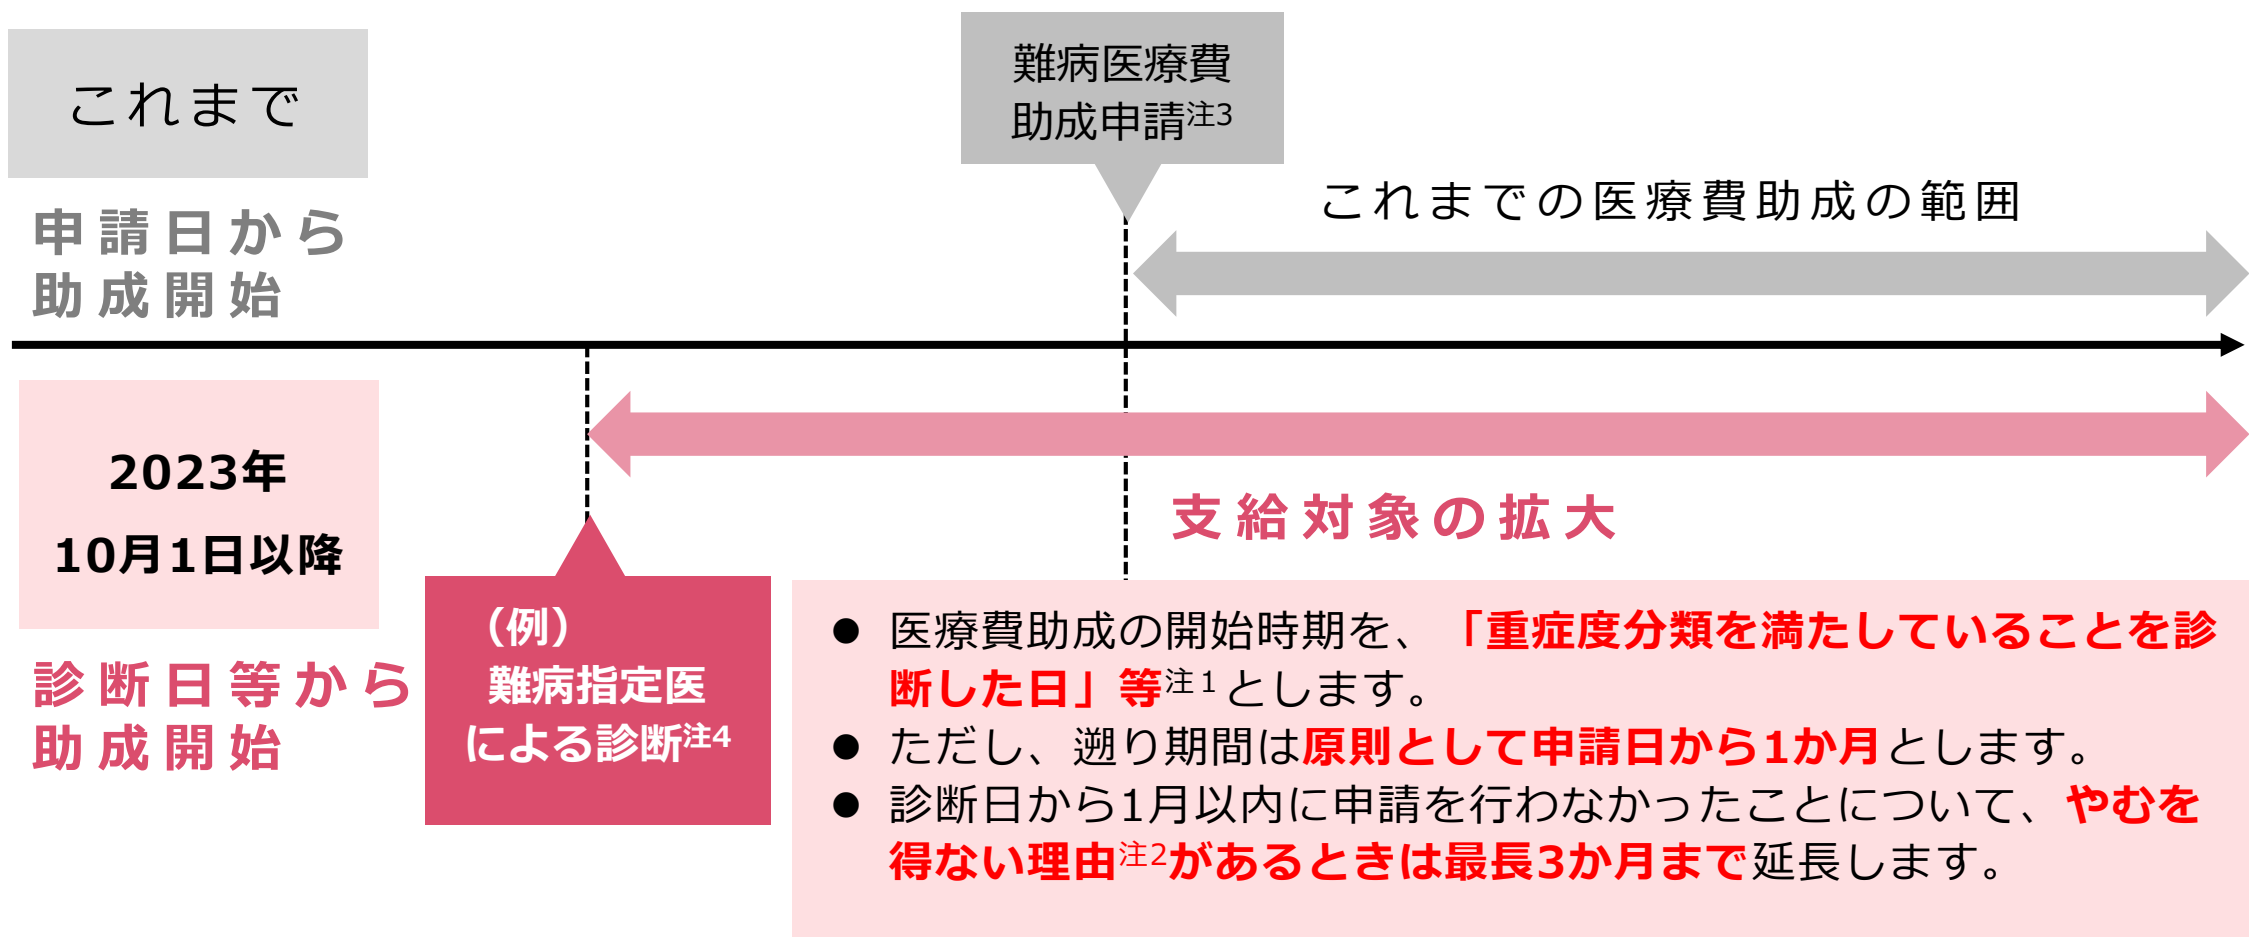 これまで
申請日から
助成開始
難病医療費
助成申請注3
これまでの医療費助成の範囲
2023年
10月1日以降
診断日等から
助成開始
（例）
難病指定医
による診断注4
支給対象の拡大
● 医療費助成の開始時期を、「重症度分類を満たしていることを診
断した日」等注１とします。
● ただし、遡り期間は原則として申請日から1か月とします。
● 診断日から1月以内に申請を行わなかったことについて、やむを
得ない理由注2があるときは最長3か月まで延長します。